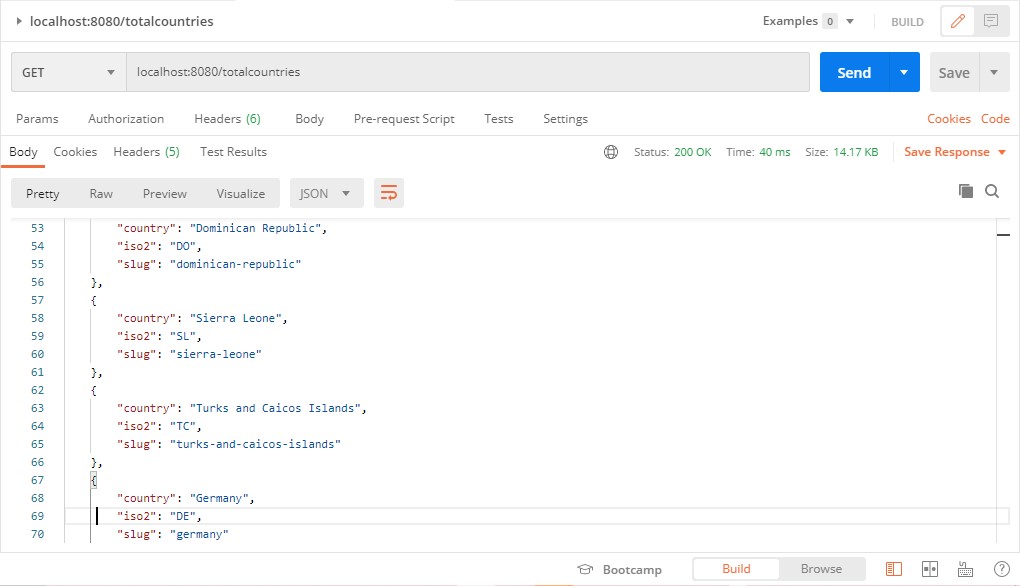 localhost:8080/totalcountries Examples 0 BUILD
GET localhost:8080/totalcountries Send Save
Params Authorization Headers (6) Body Pre-request Script Tests Settings Cookies Code
Body Cookies Headers (5) Test Results Status: 200 OK Time: 40 ms Size: 14.17 KB Save Response
Pretty Raw Preview Visualize JSON
53 "country": "Dominican Republic",
54 "iso2": "DO",
55 "slug": "dominican-republic"
56 },
57 {
58 "country": "Sierra Leone",
59 "iso2": "SL",
60 "slug": "sierra-leone"
61 },
62 {
63 "country": "Turks and Caicos Islands",
64 "iso2": "TC",
65 "slug": "turks-and-caicos-islands"
66 },
67 {
68 "country": "Germany",
69 "iso2": "DE",
70 "slug": "germany"
Bootcamp Build Browse ?